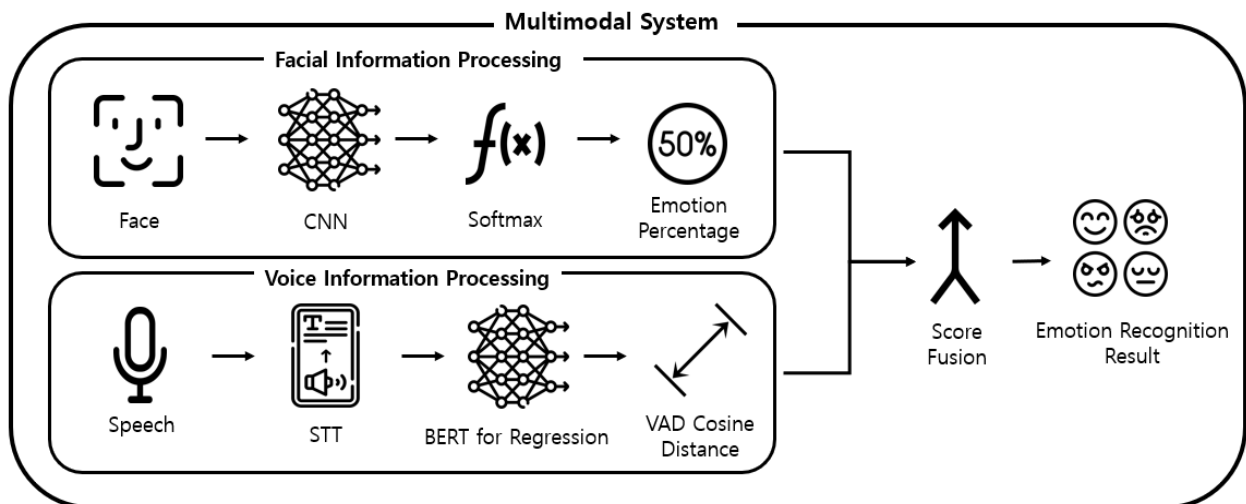 Multimodal System
Facial Information Processing
f(x)
50%
Face
CNN
Softmax
Emotion
Percentage
Voice Information Processing
T
Speech
STT
BERT for Regression
VAD Cosine
Distance
Score
Fusion
Emotion Recognition
Result